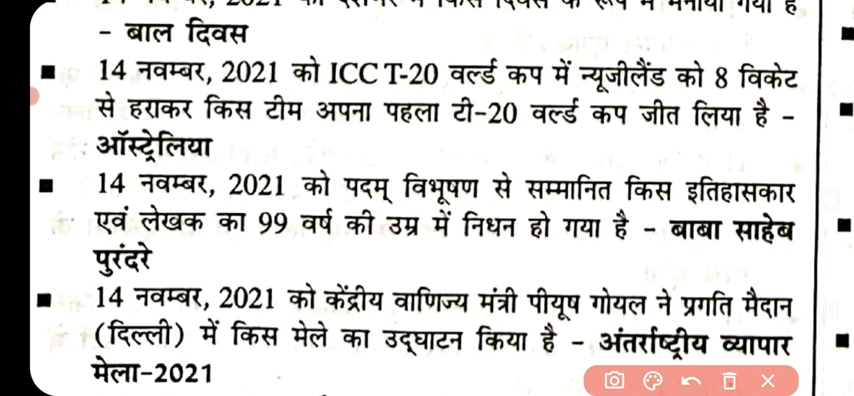 - बाल दिवस
14 नवम्बर, 2021 को ICC T-20 वर्ल्ड कप में न्यूजीलैंड को 8 विकेट
से हराकर किस टीम अपना पहला टी-20 वर्ल्ड कप जीत लिया है -
ऑस्ट्रेलिया
14 नवम्बर, 2021 को पदम् विभूषण से सम्मानित किस इतिहासकार
एवं लेखक का 99 वर्ष की उम्र में निधन हो गया है - बाबा साहेब
पुरंदरे
14 नवम्बर, 2021 को केंद्रीय वाणिज्य मंत्री पीयूष गोयल ने प्रगति मैदान
(दिल्ली) में किस मेले का उद्घाटन किया है - अंतर्राष्ट्रीय व्यापार
मेला-2021